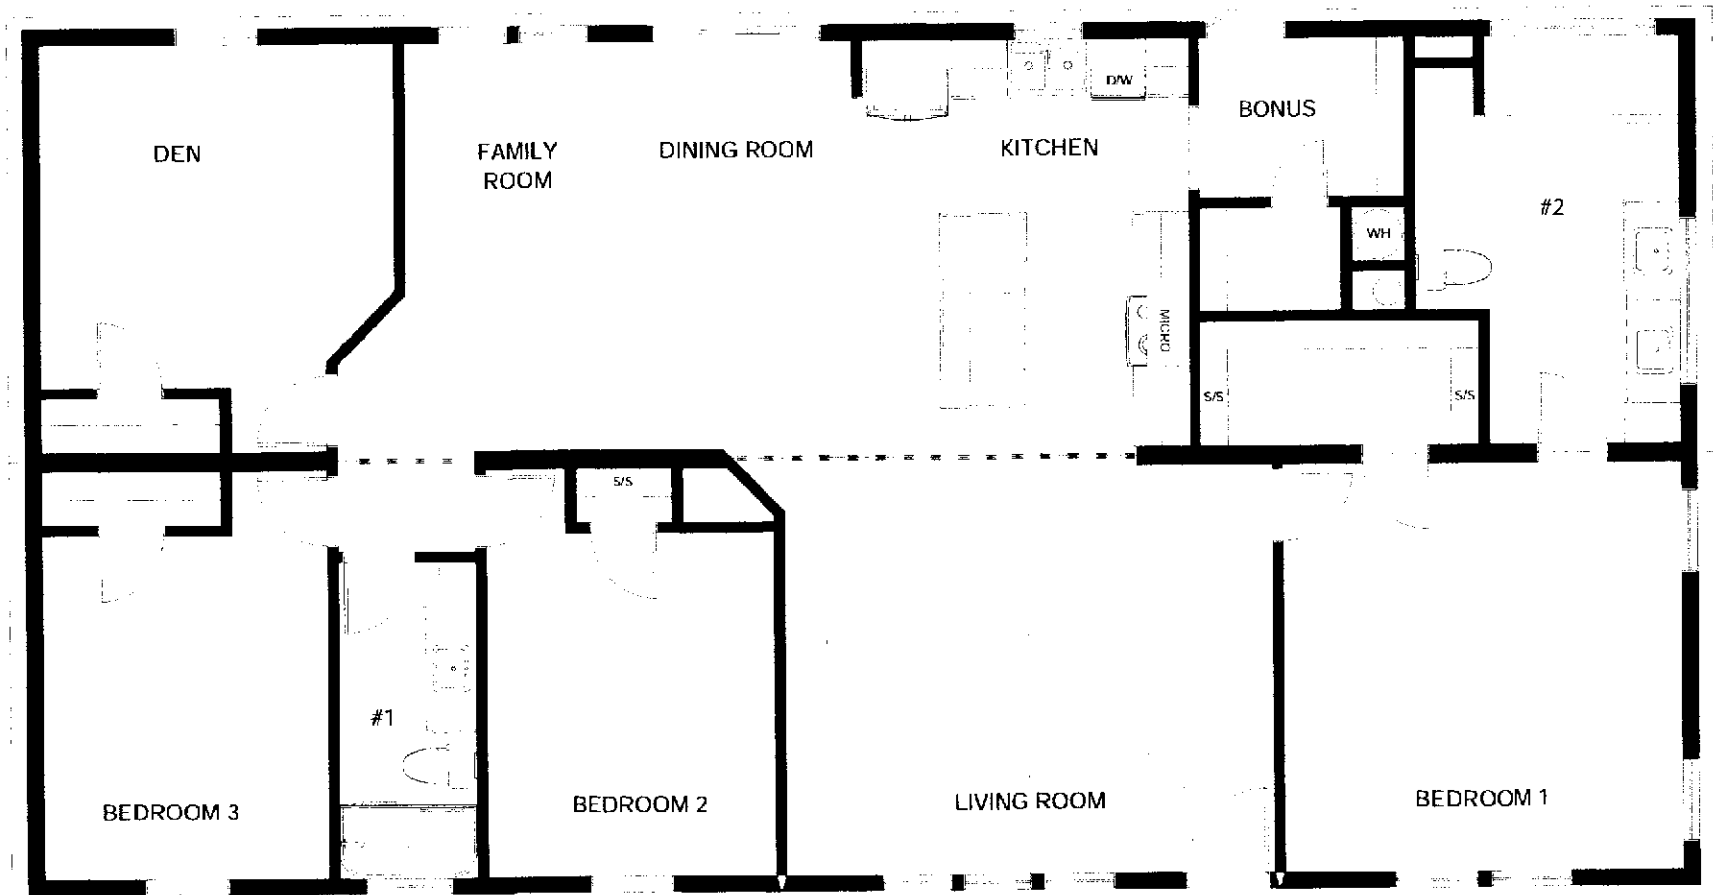 DEN
FAMILY
ROOM
DINING ROOM
KITCHEN
D/W
BONUS
#2
WH
MICRO
S/S
S/S
S/S
#1
BEDROOM 3
BEDROOM 2
LIVING ROOM
BEDROOM 1